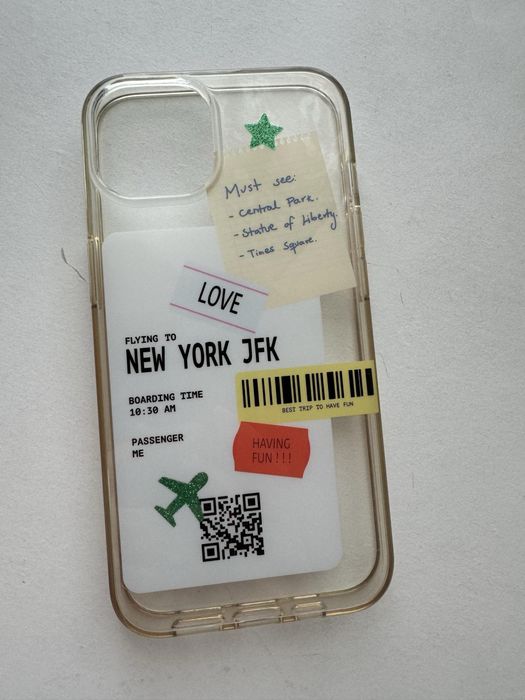 Must see:
- Central Park.
- Statue of Liberty.
- Times Square.
LOVE
FLYING TO
NEW YORK JFK
BOARDING TIME
10:30 AM
BEST TRIP TO HAVE FUN
PASSENGER
ME
HAVING
FUN!!!